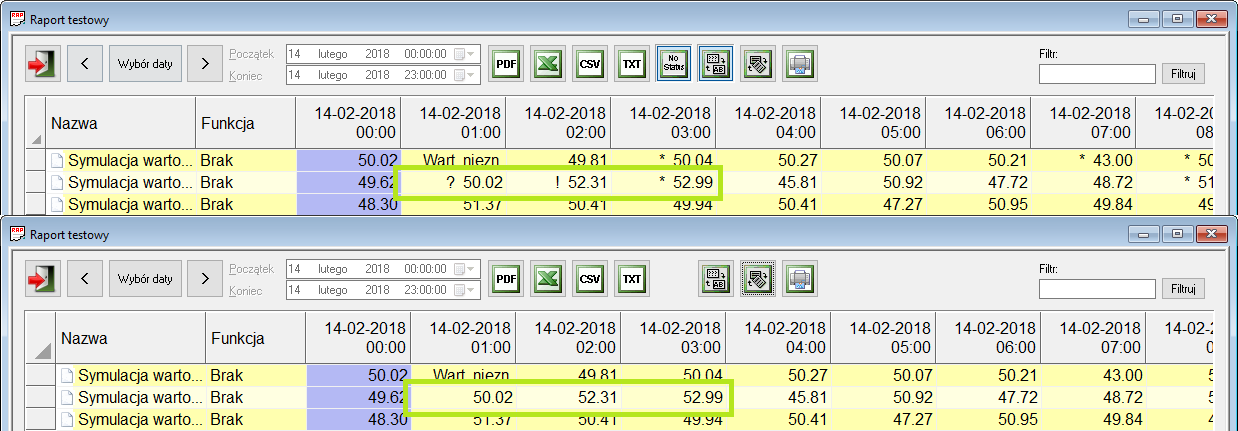 Raport testowy
Początek 14 lutego 2018 00:00:00
< Wybór daty > PDF CSV TXT No Status AB
Koniec 14 lutego 2018 23:00:00
Filtr:
Filtruj
Nazwa Funkcja 14-02-2018 00:00 14-02-2018 01:00 14-02-2018 02:00 14-02-2018 03:00 14-02-2018 04:00 14-02-2018 05:00 14-02-2018 06:00 14-02-2018 07:00 14-02-2 08:
Symulacja warto... Brak 50.02 Wart. niezn. 49.81 * 50.04 50.27 50.07 50.21 * 43.00 * 50
Symulacja warto... Brak 49.62 ? 50.02 ! 52.31 * 52.99 45.81 50.92 47.72 48.72 * 51
Symulacja warto... Brak 48.30 51.37 50.41 49.94 50.41 47.27 50.95 49.84 49
Raport testowy
Początek 14 lutego 2018 00:00:00
< Wybór daty > PDF CSV TXT AB
Koniec 14 lutego 2018 23:00:00
Filtr:
Filtruj
Nazwa Funkcja 14-02-2018 00:00 14-02-2018 01:00 14-02-2018 02:00 14-02-2018 03:00 14-02-2018 04:00 14-02-2018 05:00 14-02-2018 06:00 14-02-2018 07:00 14-02-2 0
Symulacja warto... Brak 50.02 Wart. niezn. 49.81 50.04 50.27 50.07 50.21 43.00 5
Symulacja warto... Brak 49.62 50.02 52.31 52.99 45.81 50.92 47.72 48.72 5
Symulacja warto... Brak 48.30 51.37 50.41 49.94 50.41 47.27 50.95 49.84 4